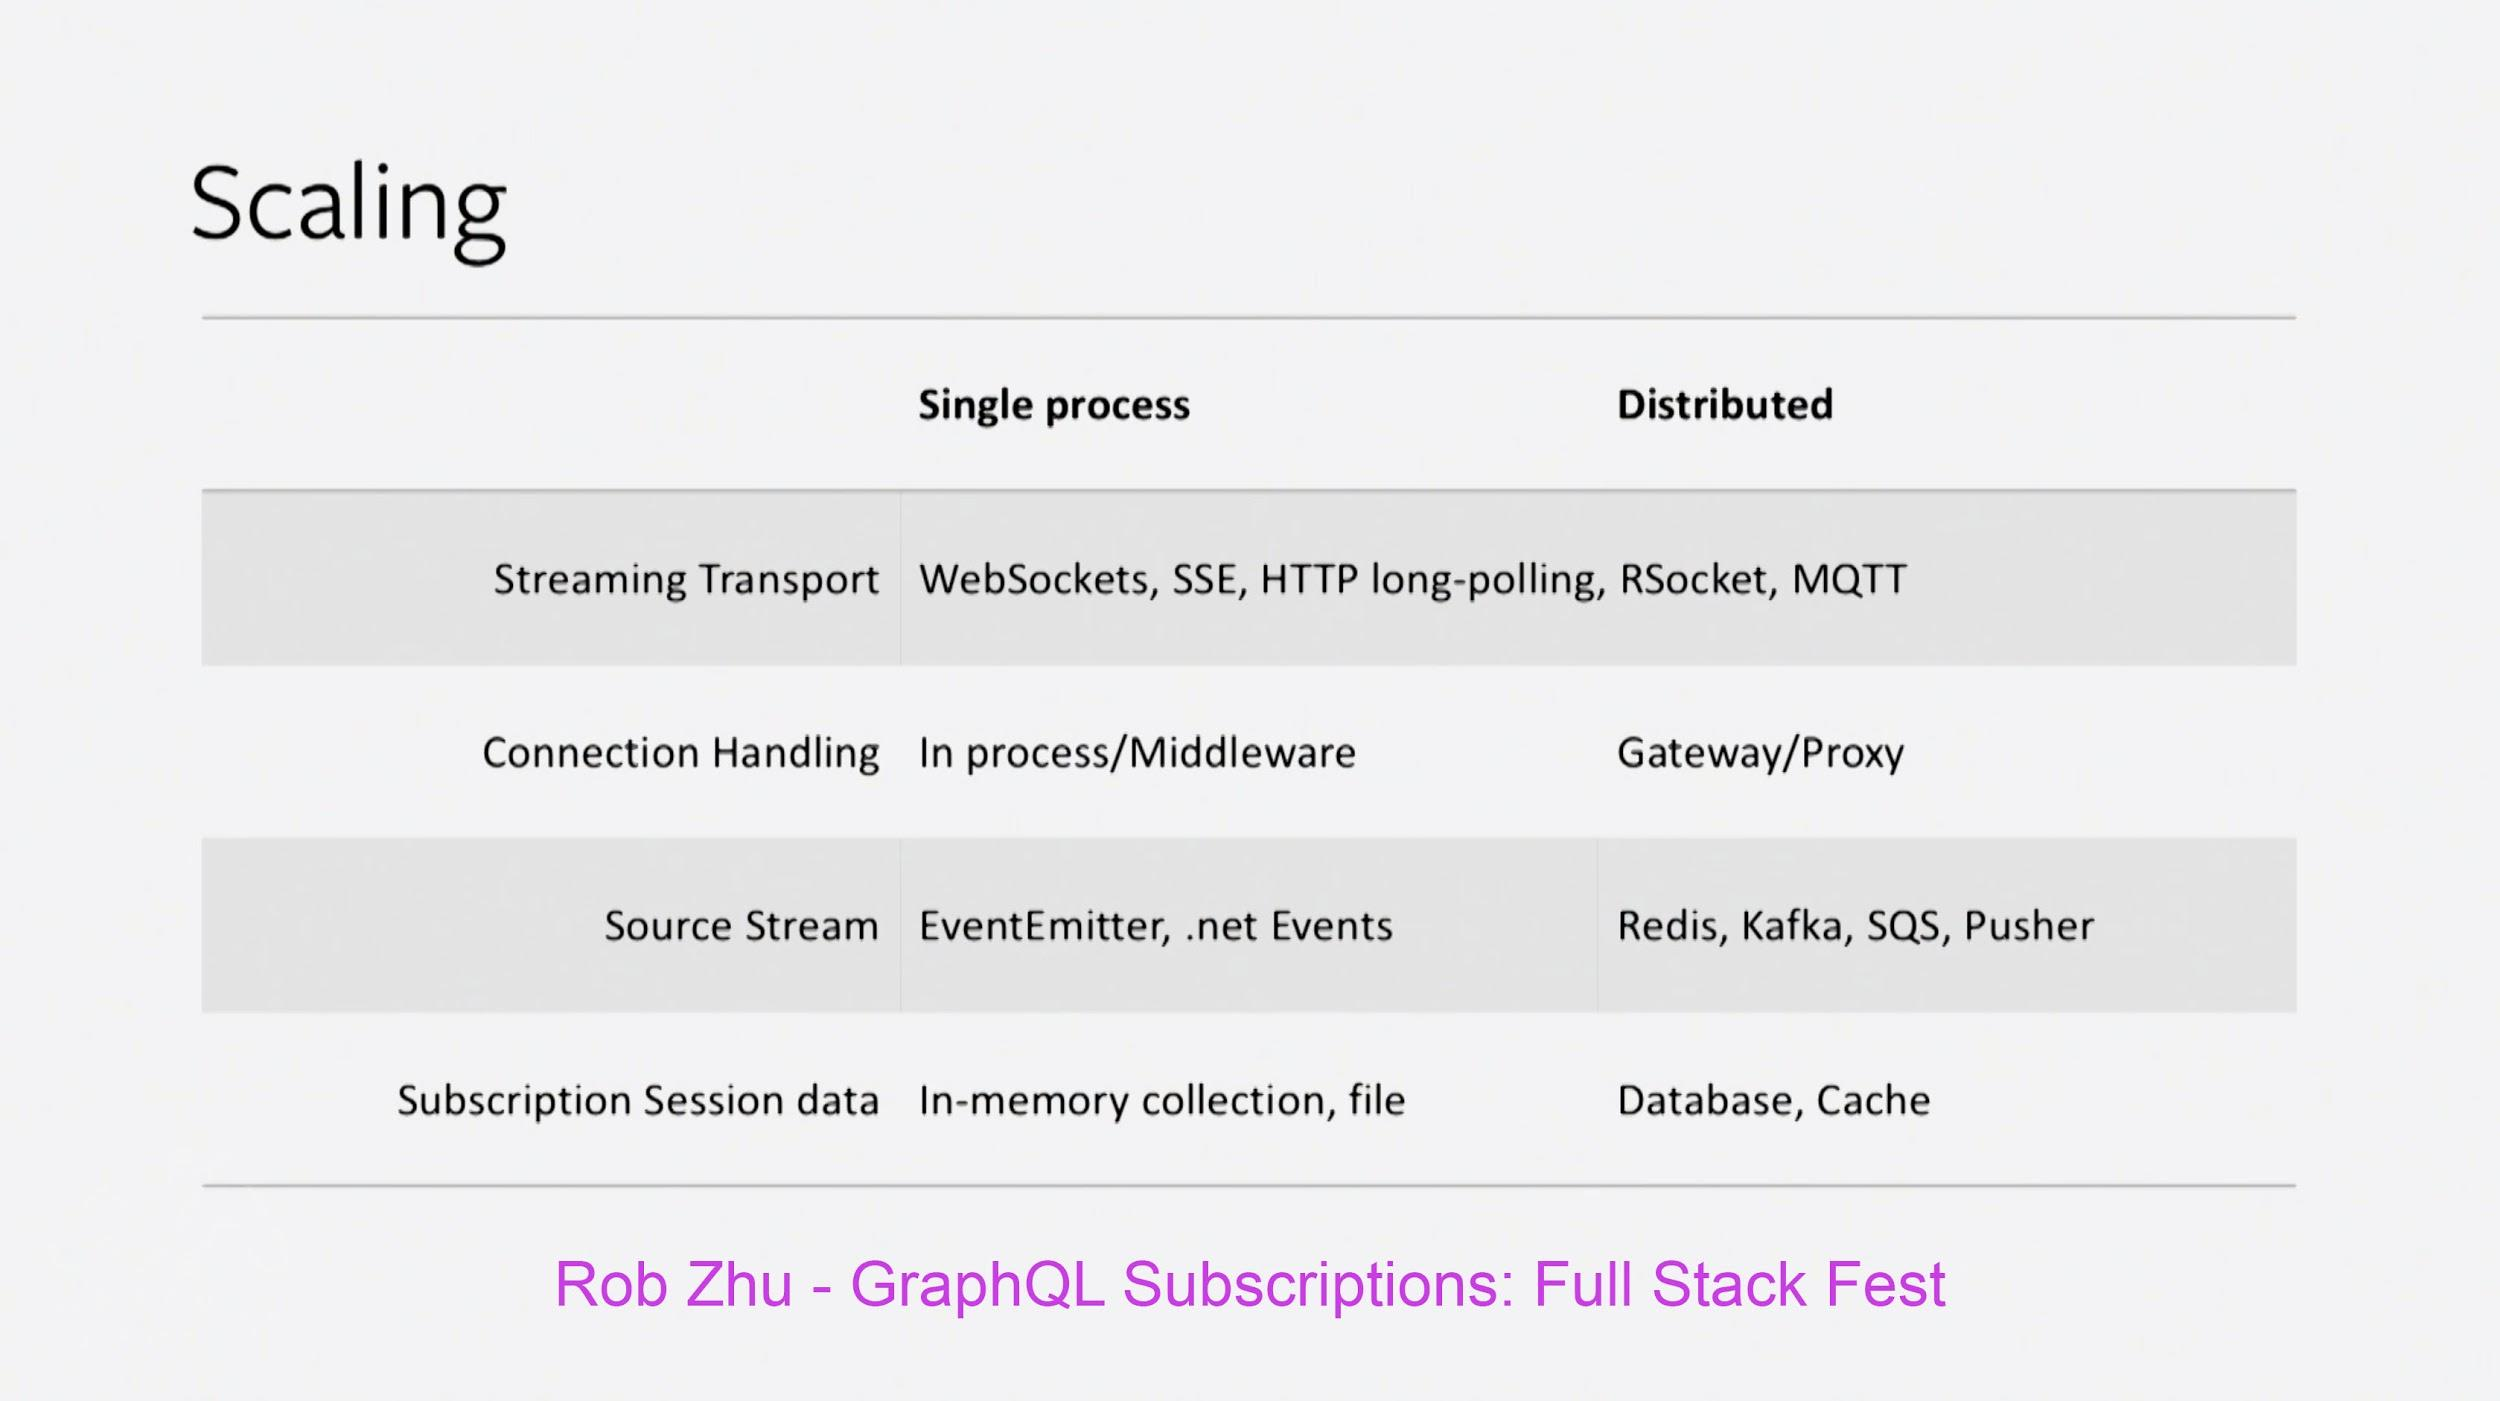 Scaling
Single process Distributed
Streaming Transport WebSockets, SSE, HTTP long-polling, RSocket, MQTT
Connection Handling In process/Middleware Gateway/Proxy
Source Stream EventEmitter, .net Events Redis, Kafka, SQS, Pusher
Subscription Session data In-memory collection, file Database, Cache
Rob Zhu - GraphQL Subscriptions: Full Stack Fest